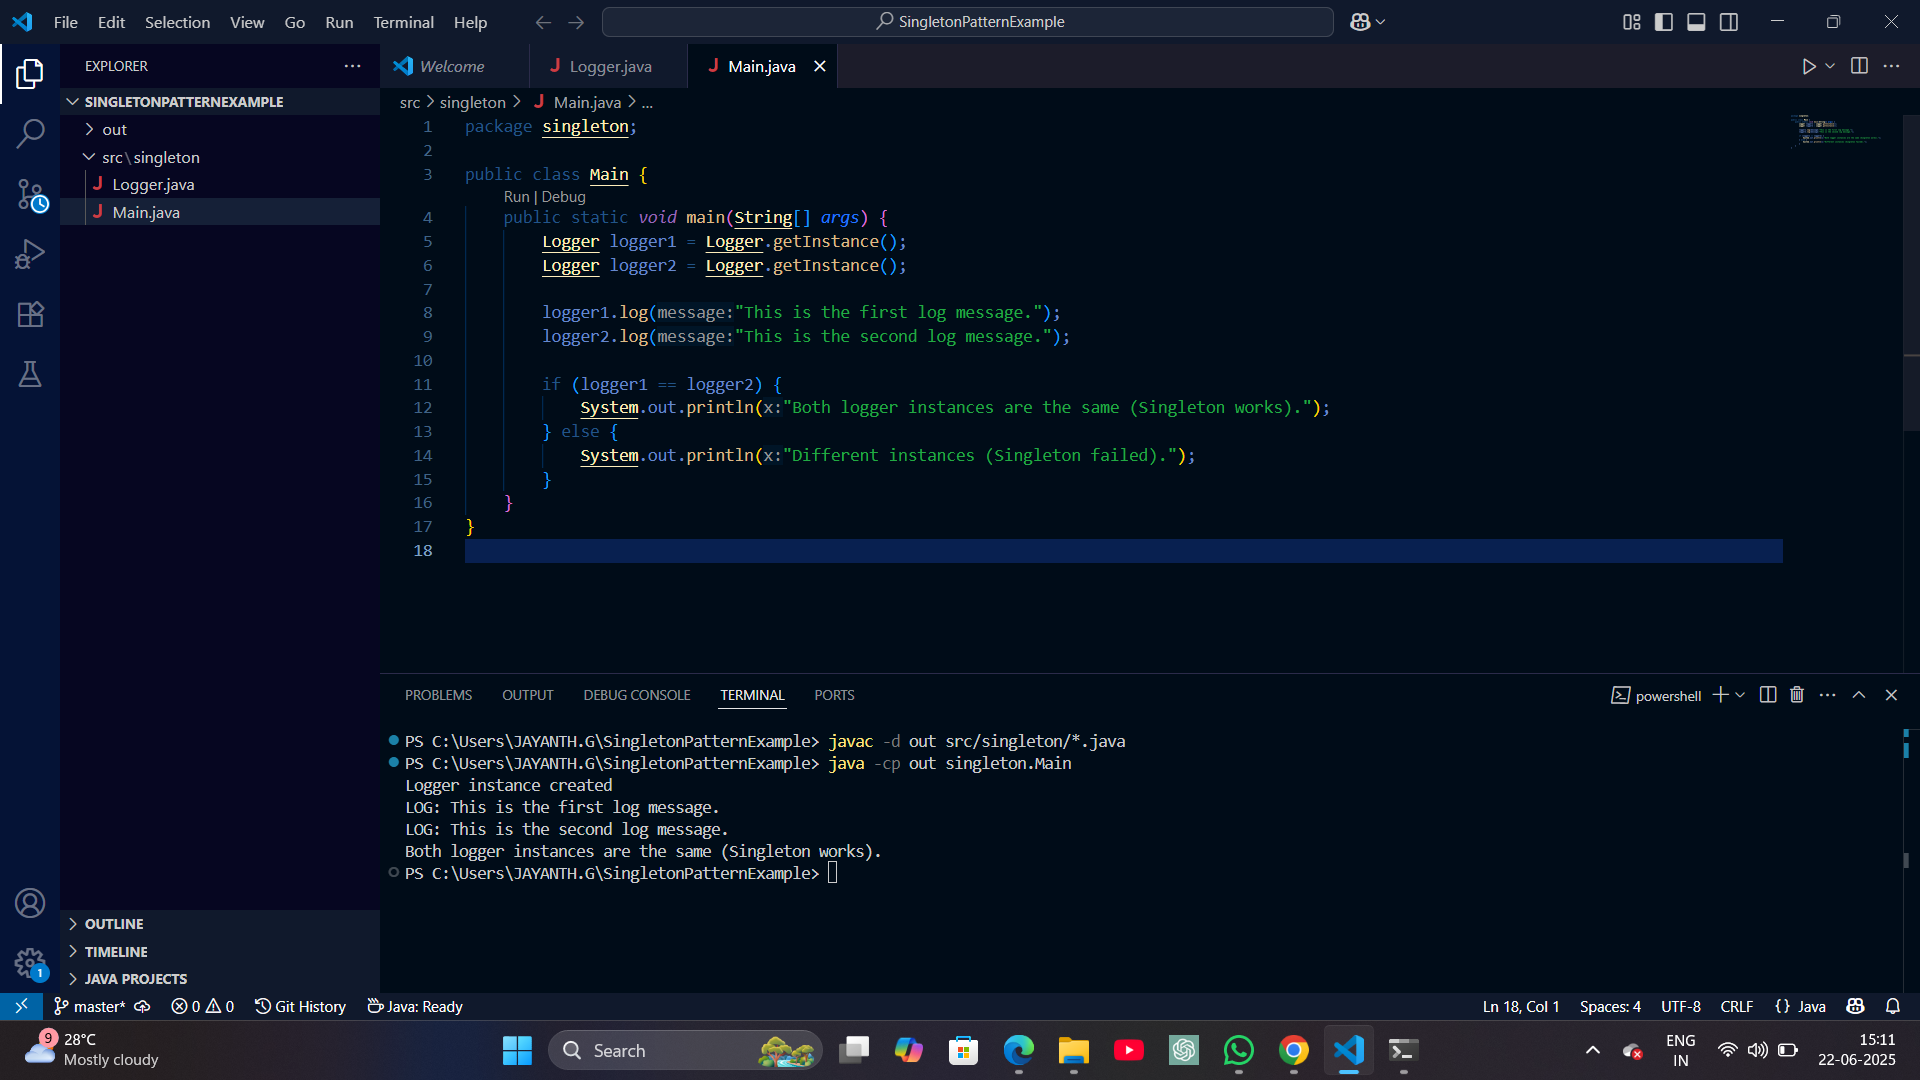 File Edit Selection View Go Run Terminal Help
SingletonPatternExample
EXPLORER
SINGLETONPATTERNEXAMPLE
out
src\singleton
Logger.java
Main.java
OUTLINE
TIMELINE
JAVA PROJECTS
Welcome
Logger.java
Main.java
src > singleton > Main.java > ...
1 package singleton;
2
3 public class Main {
Run | Debug
4 public static void main(String[] args) {
5 Logger logger1 = Logger.getInstance();
6 Logger logger2 = Logger.getInstance();
7
8 logger1.log(message:"This is the first log message.");
9 logger2.log(message:"This is the second log message.");
10
11 if (logger1 == logger2) {
12 System.out.println(x:"Both logger instances are the same (Singleton works).");
13 } else {
14 System.out.println(x:"Different instances (Singleton failed).");
15 }
16 }
17 }
18
PROBLEMS OUTPUT DEBUG CONSOLE TERMINAL PORTS
powershell
PS C:\Users\JAYANTH.G\SingletonPatternExample> javac -d out src/singleton/*.java
PS C:\Users\JAYANTH.G\SingletonPatternExample> java -cp out singleton.Main
Logger instance created
LOG: This is the first log message.
LOG: This is the second log message.
Both logger instances are the same (Singleton works).
PS C:\Users\JAYANTH.G\SingletonPatternExample>
1
master* 0 0 Git History Java: Ready
Ln 18, Col 1 Spaces: 4 UTF-8 CRLF {} Java
9
28°C
Mostly cloudy
Search
ENG
IN
15:11
22-06-2025